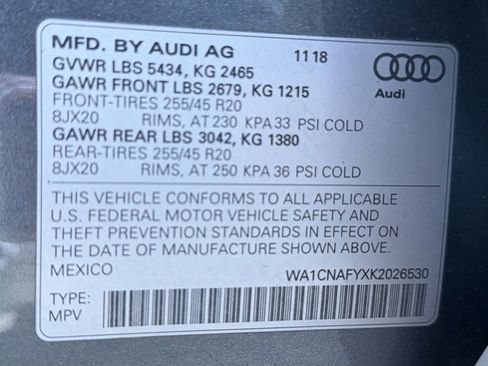 MFD. BY AUDI AG 11 18
GVWR LBS 5434, KG 2465
GAWR FRONT LBS 2679, KG 1215
FRONT-TIRES 255/45 R20
8JX20 RIMS, AT 230 KPA 33 PSI COLD
GAWR REAR LBS 3042, KG 1380
REAR-TIRES 255/45 R20
8JX20 RIMS, AT 250 KPA 36 PSI COLD
Audi
THIS VEHICLE CONFORMS TO ALL APPLICABLE
U.S. FEDERAL MOTOR VEHICLE SAFETY AND
THEFT PREVENTION STANDARDS IN EFFECT ON
THE DATE OF MANUFACTURE SHOWN ABOVE.
MEXICO WA1CNAFYXK2026530
TYPE:
MPV